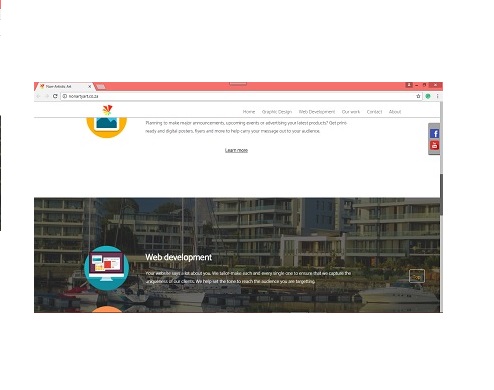 Non Artistic Art
nonartyart.co.za
Home Graphic Design Web Development Our work Contact About
Planning to make major announcements, upcoming events or advertising your latest products? Get print-
ready and digital posters, flyers and more to help carry your message out to your audience.
Learn more
Web development
Your website says a lot about you. We tailor-make each and every single one to ensure that we capture the
uniqueness of our clients. We help set the tone to reach the audience you are targetting.